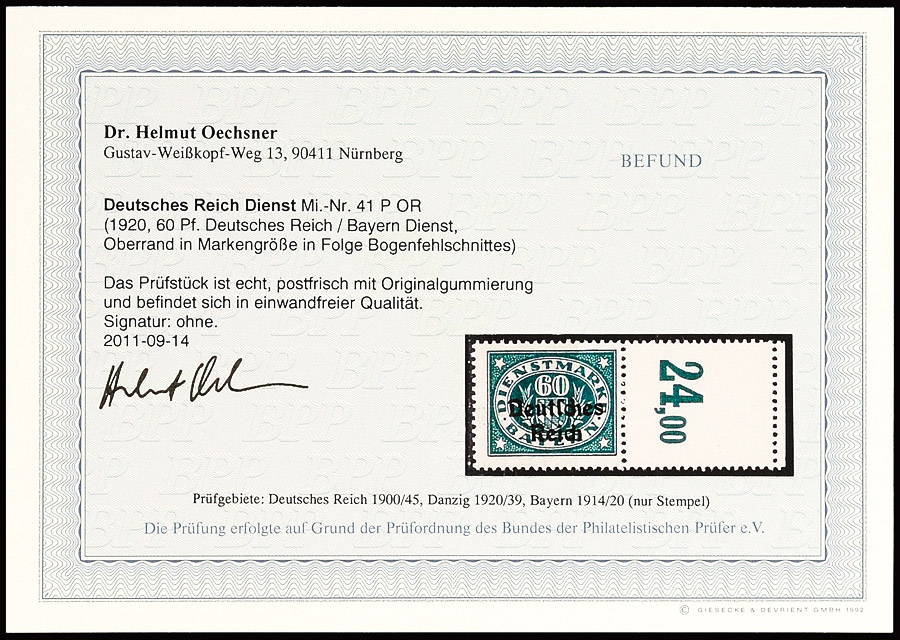 Dr. Helmut Oechsner
Gustav-Weißkopf-Weg 13, 90411 Nürnberg
BEFUND
Deutsches Reich Dienst Mi.-Nr. 41 P OR
(1920, 60 Pf. Deutsches Reich / Bayern Dienst,
Oberrand in Markengröße in Folge Bogenfehlschnittes)
Das Prüfstück ist echt, postfrisch mit Originalgummierung
und befindet sich in einwandfreier Qualität.
Signatur: ohne.
2011-09-14
DIENSTMARKE
60
Deutsches
Reich
BAYERN
24,00
Prüfgebiete: Deutsches Reich 1900/45, Danzig 1920/39, Bayern 1914/20 (nur Stempel)
Die Prüfung erfolgte auf Grund der Prüfordnung des Bundes der Philatelistischen Prüfer e.V.
© GIESECKE & DEVRIENT GMBH 1992